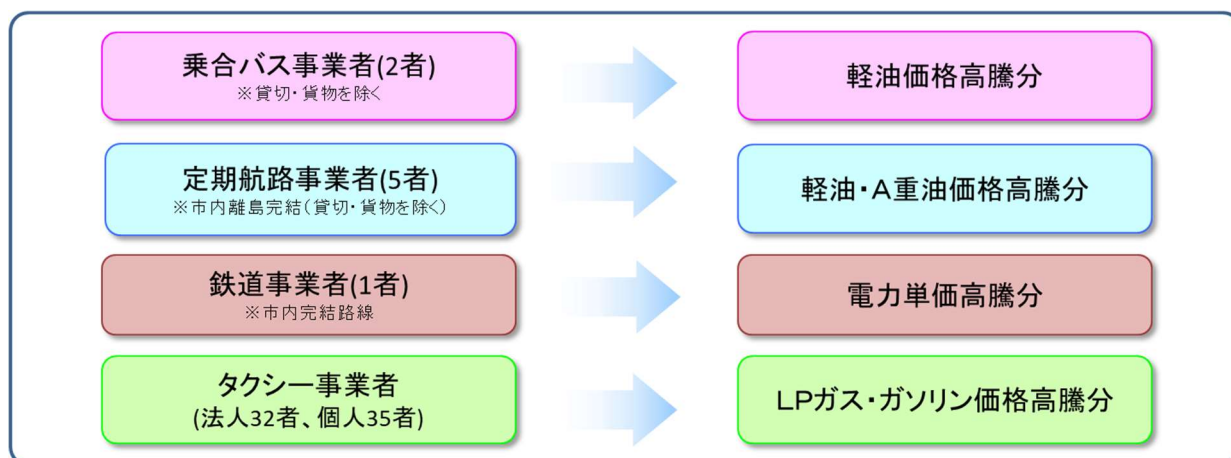 乗合バス事業者(2者)
※貸切・貨物を除く
軽油価格高騰分
定期航路事業者(5者)
※市内離島完結(貸切・貨物を除く)
軽油・A重油価格高騰分
鉄道事業者(1者)
※市内完結路線
電力単価高騰分
タクシー事業者
(法人32者、個人35者)
LPガス・ガソリン価格高騰分